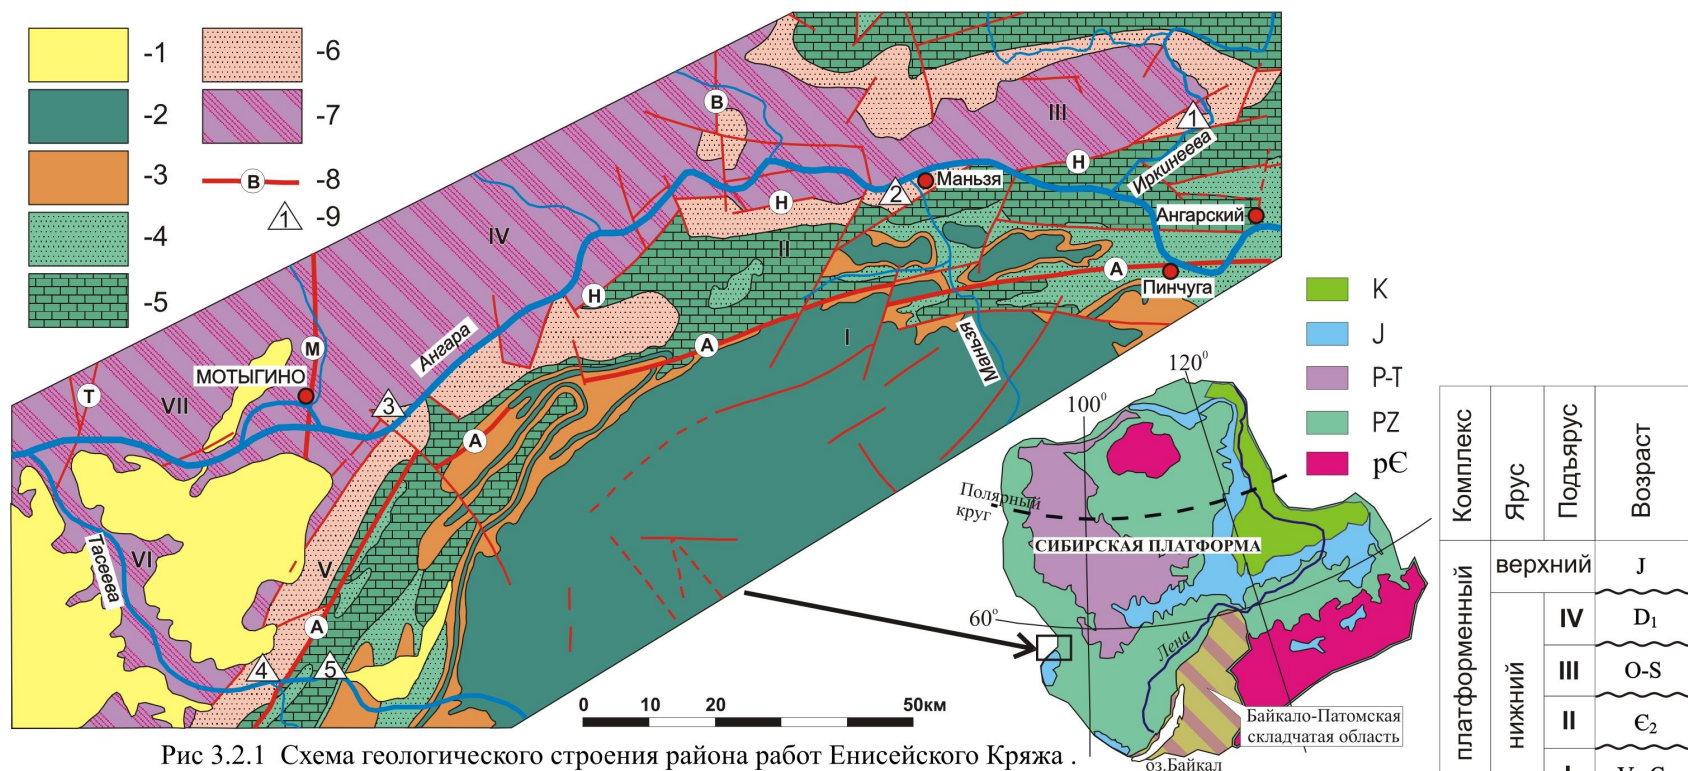 -1
-2
-3
-4
-5
-6
-7
В
-8
1
-9
В
III
1
Н
Иркинеева
Маньзя
2
Н
Ангарский
IV
II
А
Пинчуга
Н
М
Ангара
А
I
Маньзя
МОТЫГИНО
Т
VII
3
А
Тасеева
VI
V
А
4
5
0 10 20 30 50км
K
J
P-T
PZ
pЄ
120⁰
100⁰
Полярный
круг
СИБИРСКАЯ ПЛАТФОРМА
60⁰
Лена
Байкало-Патомская
складчатая область
оз.Байкал
Комплекс
Ярус
Подъярус
Возраст
платформенный
верхний
J
нижний
IV
D₁
III
O-S
II
Є₂
Рис 3.2.1 Схема геологического строения района работ Енисейского Кряжа .